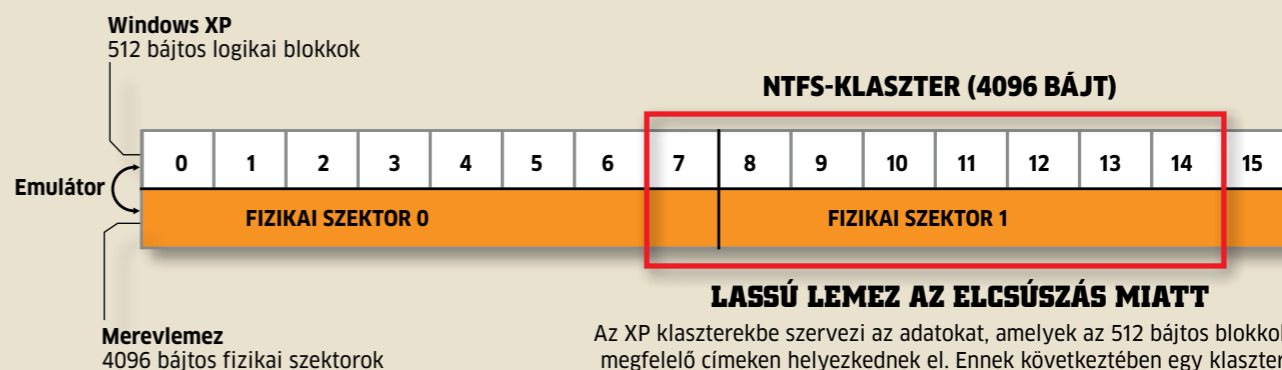 Windows XP
512 bájtos logikai blokkok
NTFS-KLASZTER (4096 BÁJT)
0 1 2 3 4 5 6 7 8 9 10 11 12 13 14 15
Emulátor
FIZIKAI SZEKTOR 0 FIZIKAI SZEKTOR 1
LASSÚ LEMEZ AZ ELCSÚSZÁS MIATT
Merevlemez
4096 bájtos fizikai szektorok
Az XP klaszterekbe szervezi az adatokat, amelyek az 512 bájtos
megfelelő címeken helyezkednek el. Ennek következtében egy klaszter